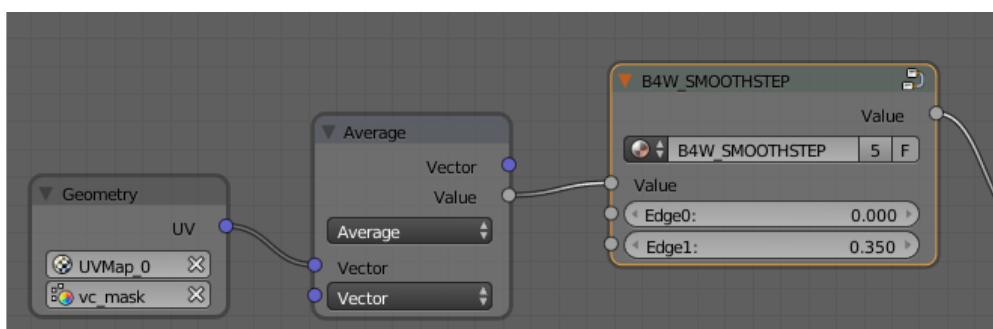 Geometry
UV
UVMap_0
vc_mask
Average
Vector
Value
Average
Vector
Vector
B4W_SMOOTHSTEP
Value
B4W_SMOOTHSTEP 5 F
Value
Edge0: 0.000
Edge1: 0.350